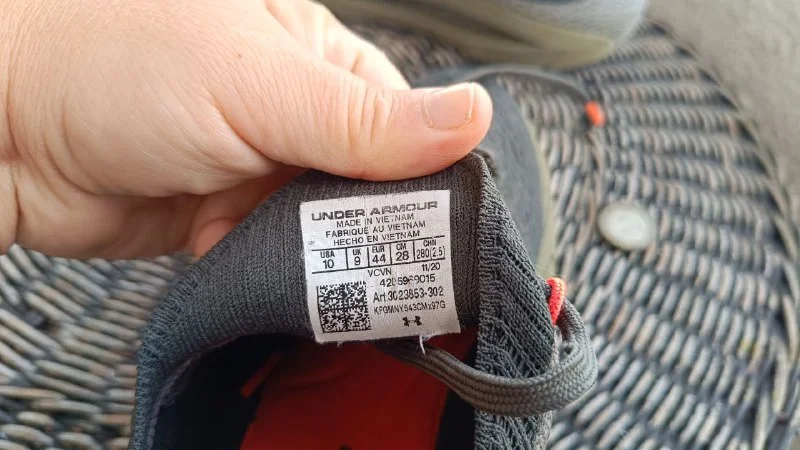 UNDER ARMOUR
MADE IN VIETNAM
FABRIQUÉ AU VIETNAM
HECHO EN VIETNAM
USA UK EUR CM CHN
10 9 44 28 280(2.5)
VCVN 11/20
4205969015
Art.3023853-302